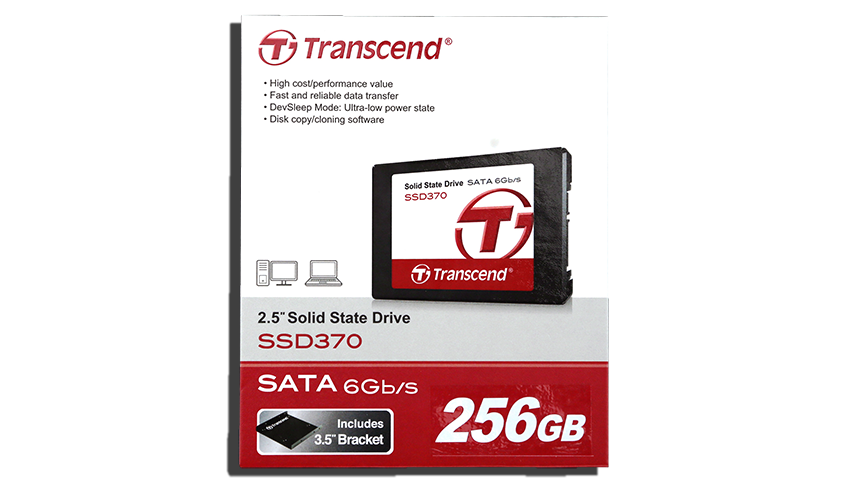 Transcend®
• High cost/performance value
• Fast and reliable data transfer
• DevSleep Mode: Ultra-low power state
• Disk copy/cloning software
Solid State Drive SATA 6Gb/s
SSD370
Transcend®
2.5" Solid State Drive
SSD370
SATA 6Gb/s
Includes
3.5" Bracket
256GB